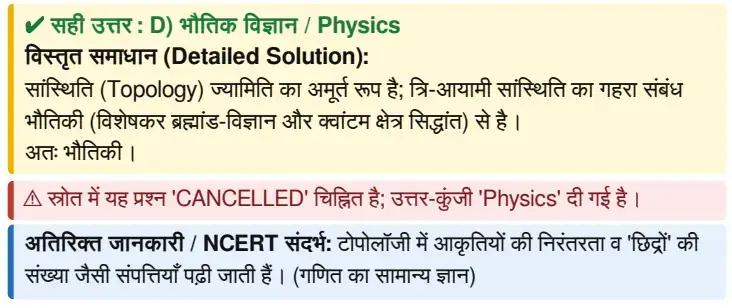 ✔ सही उत्तर : D) भौतिक विज्ञान / Physics
विस्तृत समाधान (Detailed Solution):
सांस्थिति (Topology) ज्यामिति का अमूर्त रूप है; त्रि-आयामी सांस्थिति का गहरा संबंध
भौतिकी (विशेषकर ब्रह्मांड-विज्ञान और क्वांटम क्षेत्र सिद्धांत) से है।
अतः भौतिकी।
⚠ स्रोत में यह प्रश्न 'CANCELLED' चिह्नित है; उत्तर-कुंजी 'Physics' दी गई है।
अतिरिक्त जानकारी / NCERT संदर्भ: टोपोलॉजी में आकृतियों की निरंतरता व 'छिद्रों' की
संख्या जैसी संपत्तियाँ पढ़ी जाती हैं। (गणित का सामान्य ज्ञान)